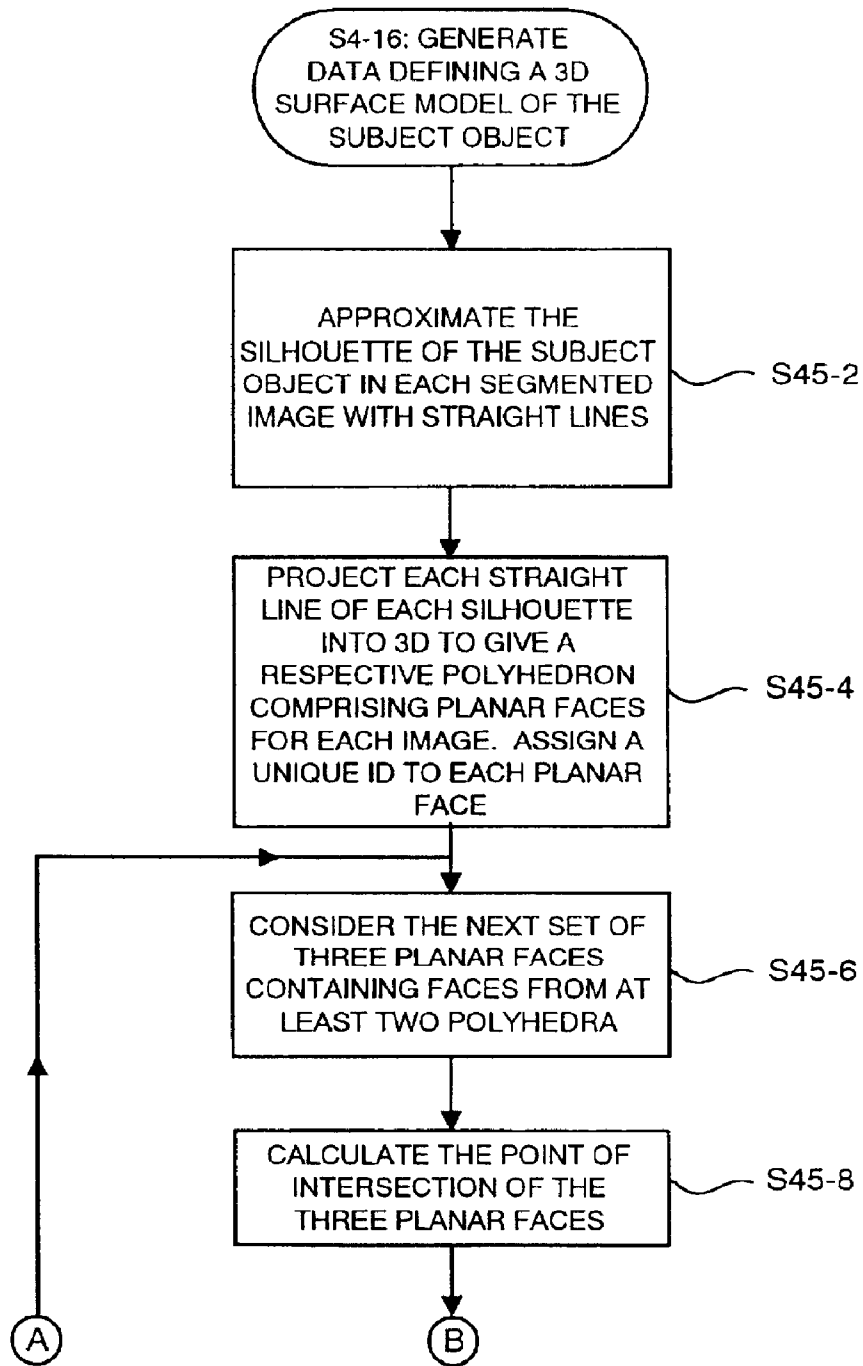 S4-16: GENERATE
DATA DEFINING A 3D
SURFACE MODEL OF THE
SUBJECT OBJECT
APPROXIMATE THE
SILHOUETTE OF THE SUBJECT
OBJECT IN EACH SEGMENTED
IMAGE WITH STRAIGHT LINES
S45-2
PROJECT EACH STRAIGHT
LINE OF EACH SILHOUETTE
INTO 3D TO GIVE A
RESPECTIVE POLYHEDRON
COMPRISING PLANAR FACES
FOR EACH IMAGE. ASSIGN A
UNIQUE ID TO EACH PLANAR
FACE
S45-4
CONSIDER THE NEXT SET OF
THREE PLANAR FACES
CONTAINING FACES FROM AT
LEAST TWO POLYHEDRA
S45-6
CALCULATE THE POINT OF
INTERSECTION OF THE
THREE PLANAR FACES
S45-8
A
B